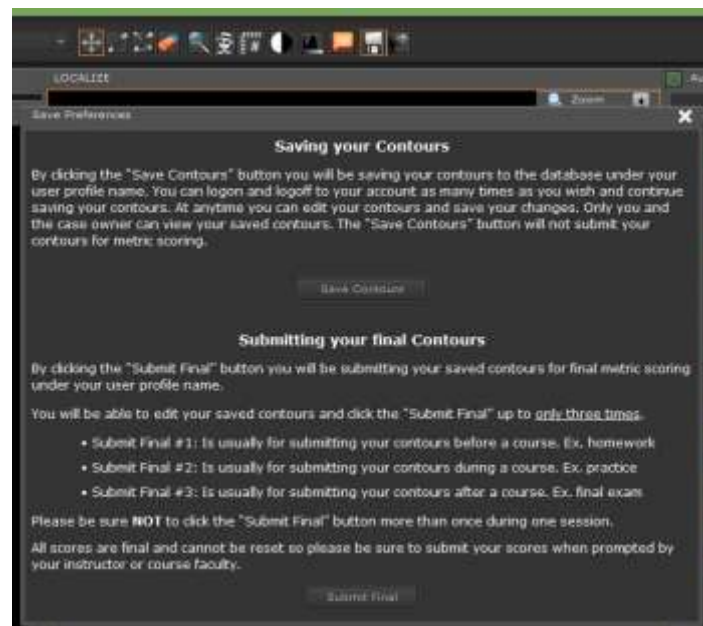 LOCALIZE
Zoom
Save Preferences
Saving your Contours
By clicking the "Save Contours" button you will be saving your contours to the database under your
user profile name. You can logon and logoff to your account as many times as you wish and continue
saving your contours. At anytime you can edit your contours and save your changes. Only you and
the case owner can view your saved contours. The "Save Contours" button will not submit your
contours for metric scoring.
Save Contours
Submitting your final Contours
By clicking the "Submit Final" button you will be submitting your saved contours for final metric scoring
under your user profile name.
You will be able to edit your saved contours and click the "Submit Final" up to only three times.
• Submit Final #1: Is usually for submitting your contours before a course. Ex. homework
• Submit Final #2: Is usually for submitting your contours during a course. Ex. practice
• Submit Final #3: Is usually for submitting your contours after a course. Ex. final exam
Please be sure NOT to click the "Submit Final" button more than once during one session.
All scores are final and cannot be reset so please be sure to submit your scores when prompted by
your instructor or course faculty.
Submit Final